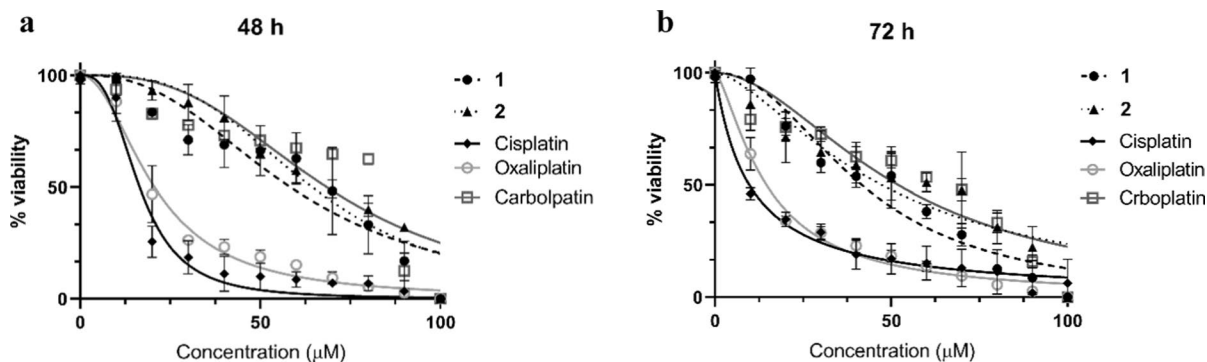 a
48 h
% viability
100
50
0
0
50
100
Concentration (μM)
1
2
Cisplatin
Oxaliplatin
Carbolpatin
b
72 h
% viability
100
50
0
0
50
100
Concentration (μM)
1
2
Cisplatin
Oxaliplatin
Crboplatin